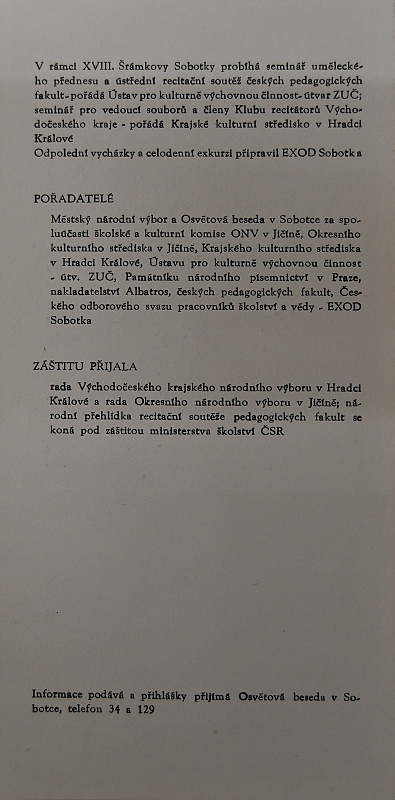 V rámci XVIII. Šrámkovy Sobotky probíhá seminář umělecké-
ho přednesu a ústřední recitační soutěž českých pedagogických
fakult-pořádá Ústav pro kulturně výchovnou činnost-útvar ZUČ;
seminář pro vedoucí souborů a členy Klubu recitátorů Výcho-
dočeského kraje - pořádá Krajské kulturní středisko v Hradci
Králové
Odpolední vycházky a celodenní exkurzi připravil EXOD Sobotka
POŘADATELÉ
Městský národní výbor a Osvětová beseda v Sobotce za spo-
luúčasti školské a kulturní komise ONV v Jičíně, Okresního
kulturního střediska v Jičíně, Krajského kulturního střediska
v Hradci Králové, Ústavu pro kulturně výchovnou činnost
- útv. ZUČ, Památníku národního písemnictví v Praze,
nakladatelství Albatros, českých pedagogických fakult, Čes-
kého odborového svazu pracovníků školství a vědy - EXOD
Sobotka
ZÁŠTITU PŘIJALA
rada Východočeského krajského národního výboru v Hradci
Králové a rada Okresního národního výboru v Jičíně; ná-
rodní přehlídka recitační soutěže pedagogických fakult se
koná pod záštitou ministerstva školství ČSR
Informace podává a přihlášky přijímá Osvětová beseda v So-
botce, telefon 34 a 129